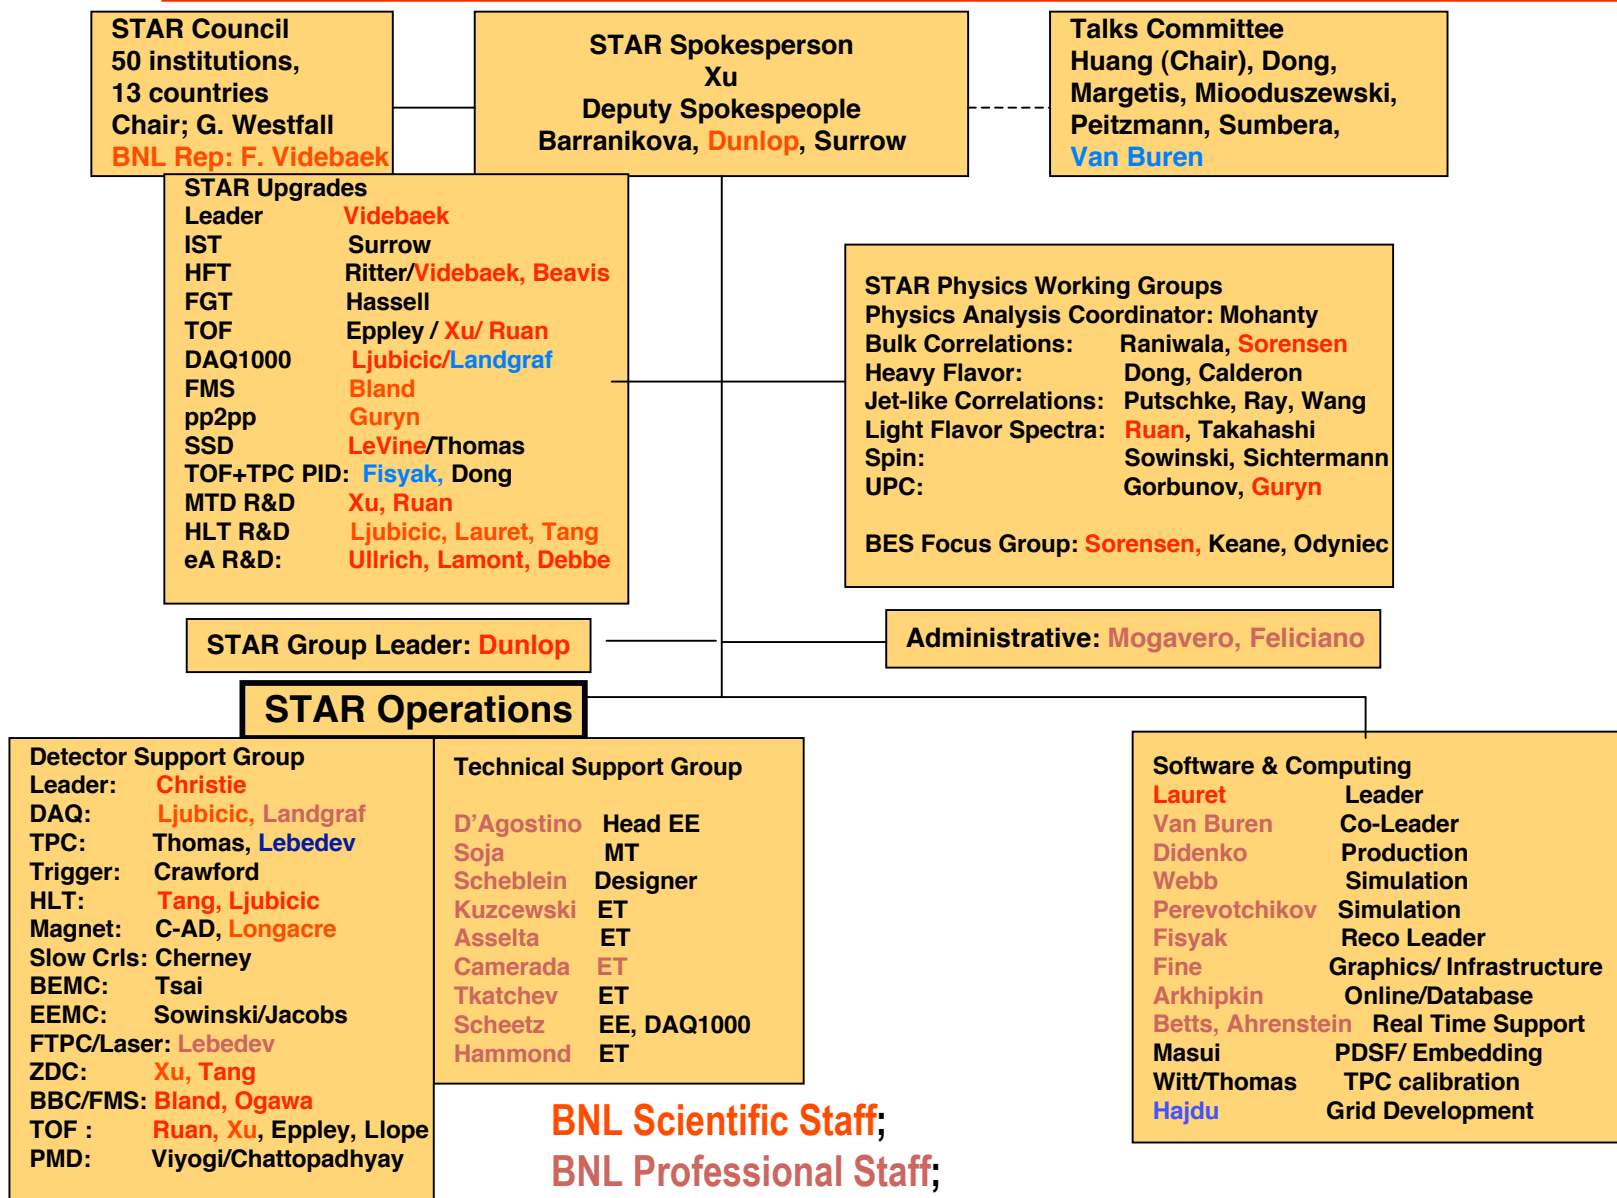 STAR Council
50 institutions,
13 countries
Chair; G. Westfall
BNL Rep: F. Videbaek
STAR Spokesperson
Xu
Deputy Spokespeople
Barranikova, Dunlop, Surrow
Talks Committee
Huang (Chair), Dong,
Margetis, Miooduszewski,
Peitzmann, Sumbera,
Van Buren
STAR Upgrades
Leader Videbaek
IST Surrow
HFT Ritter/Videbaek, Beavis
FGT Hassell
TOF Eppley / Xu/ Ruan
DAQ1000 Ljubicic/Landgraf
FMS Bland
pp2pp Guryn
SSD LeVine/Thomas
TOF+TPC PID: Fisyak, Dong
MTD R&D Xu, Ruan
HLT R&D Ljubicic, Lauret, Tang
eA R&D: Ullrich, Lamont, Debbe
STAR Physics Working Groups
Physics Analysis Coordinator: Mohanty
Bulk Correlations: Raniwala, Sorensen
Heavy Flavor: Dong, Calderon
Jet-like Correlations: Putschke, Ray, Wang
Light Flavor Spectra: Ruan, Takahashi
Spin: Sowinski, Sichtermann
UPC: Gorbunov, Guryn
BES Focus Group: Sorensen, Keane, Odyniec
STAR Group Leader: Dunlop
Administrative: Mogavero, Feliciano
STAR Operations
Detector Support Group
Leader: Christie
DAQ: Ljubicic, Landgraf
TPC: Thomas, Lebedev
Trigger: Crawford
HLT: Tang, Ljubicic
Magnet: C-AD, Longacre
Slow Crls: Cherney
BEMC: Tsai
EEMC: Sowinski/Jacobs
FTPC/Laser: Lebedev
ZDC: Xu, Tang
BBC/FMS: Bland, Ogawa
TOF : Ruan, Xu, Eppley, Llope
PMD: Viyogi/Chattopadhyay
Technical Support Group
D'Agostino Head EE
Soja MT
Scheblein Designer
Kuzcewski ET
Asselta ET
Camerada ET
Tkatchev ET
Scheetz EE, DAQ1000
Hammond ET
Software & Computing
Lauret Leader
Van Buren Co-Leader
Didenko Production
Webb Simulation
Perevotchikov Simulation
Fisyak Reco Leader
Fine Graphics/ Infrastructure
Arkhipkin Online/Database
Betts, Ahrenstein Real Time Support
Masui PDSF/ Embedding
Witt/Thomas TPC calibration
Hajdu Grid Development
BNL Scientific Staff;
BNL Professional Staff;